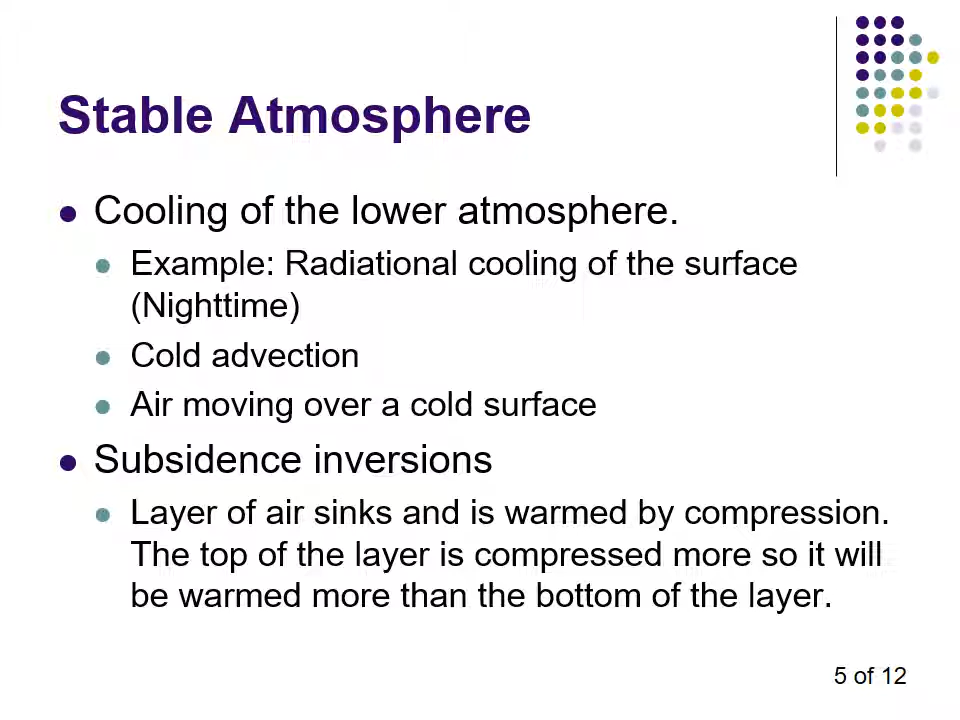 Stable Atmosphere
Cooling of the lower atmosphere.
Example: Radiational cooling of the surface
(Nighttime)
Cold advection
Air moving over a cold surface
Subsidence inversions
Layer of air sinks and is warmed by compression.
The top of the layer is compressed more so it will
be warmed more than the bottom of the layer.
5 of 12